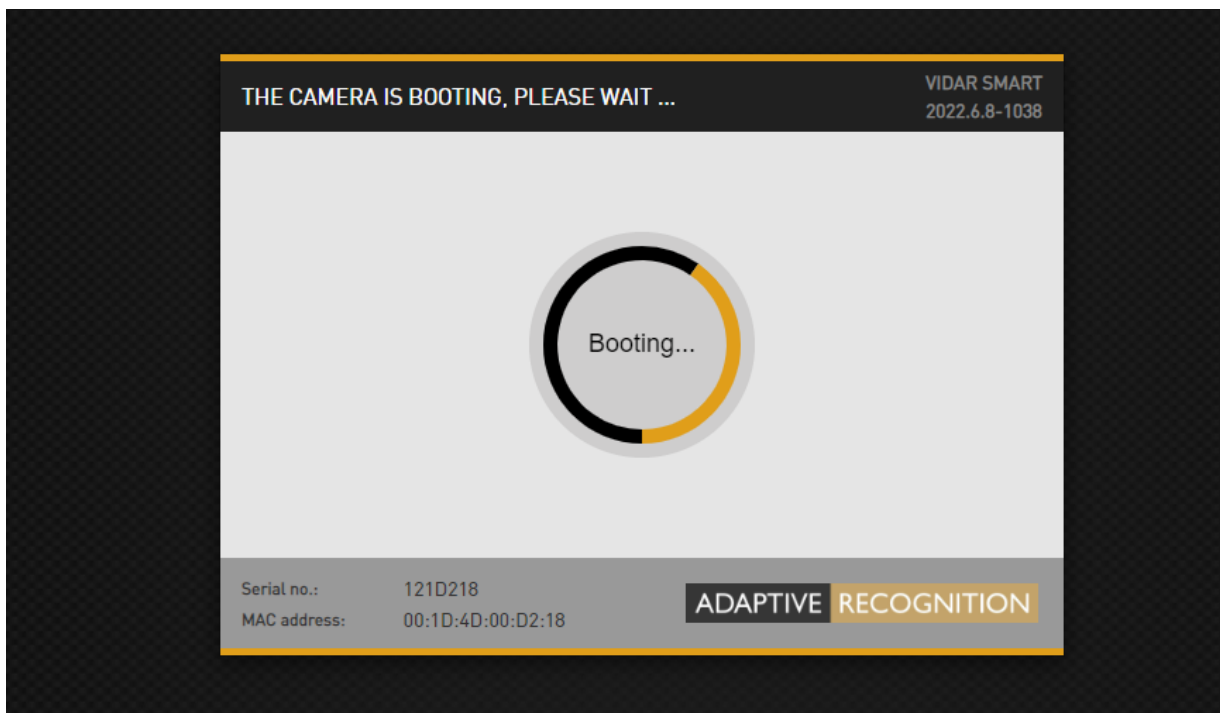 THE CAMERA IS BOOTING, PLEASE WAIT ...
VIDAR SMART
2022.6.8-1038
Booting...
Serial no.: 121D218
MAC address: 00:1D:4D:00:D2:18
ADAPTIVE RECOGNITION